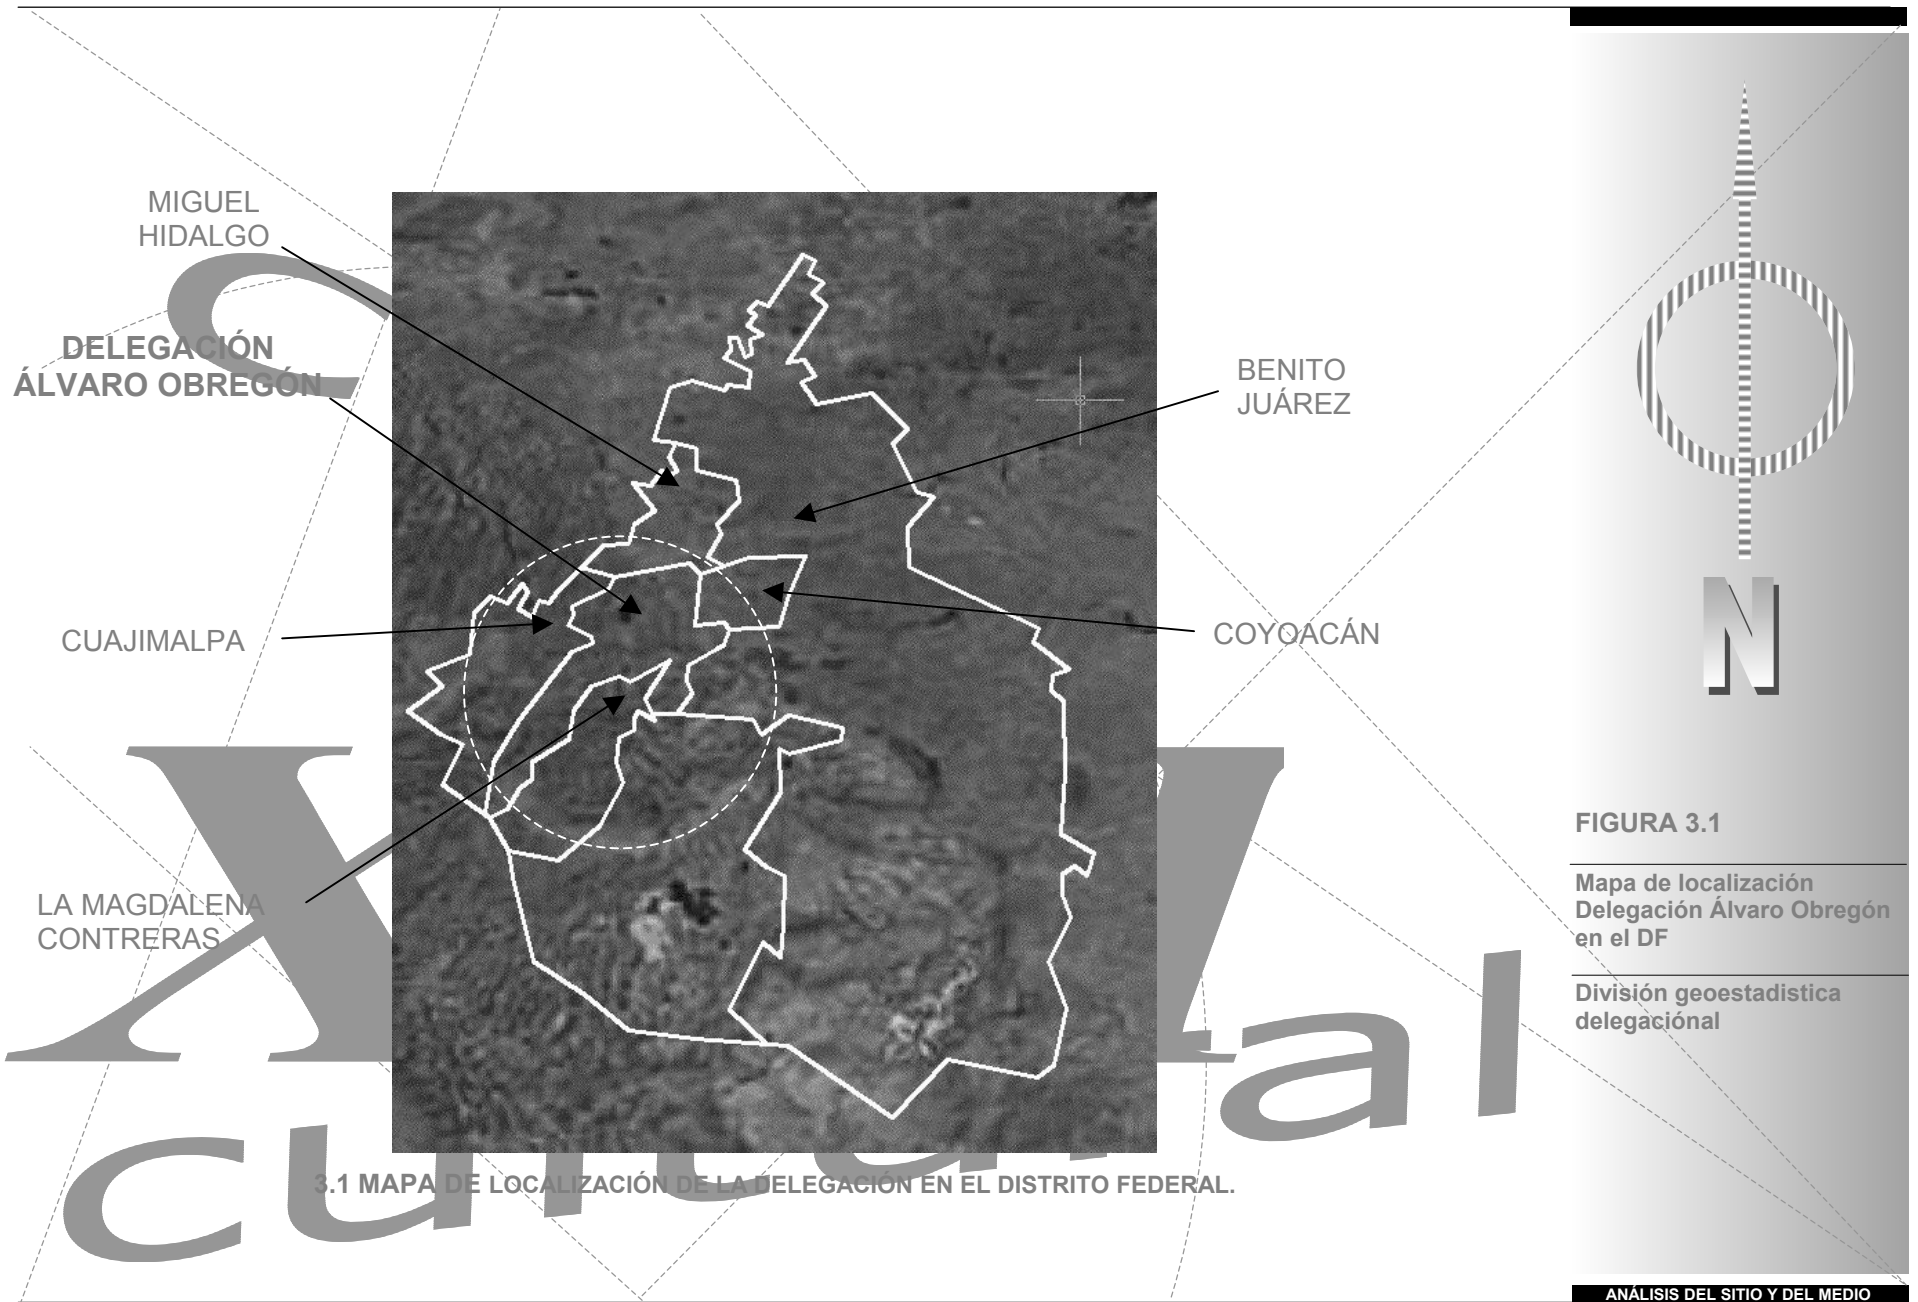 MIGUEL
HIDALGO
DELEGACIÓN
ÁLVARO OBREGÓN
CUAJIMALPA
LA MAGDALENA
CONTRERAS
BENITO
JUÁREZ
COYOACÁN
3.1 MAPA DE LOCALIZACIÓN DE LA DELEGACIÓN EN EL DISTRITO FEDERAL.
N
FIGURA 3.1
Mapa de localización
Delegación Álvaro Obregón
en el DF
División geoestadistica
delegaciónal
ANÁLISIS DEL SITIO Y DEL MEDIO